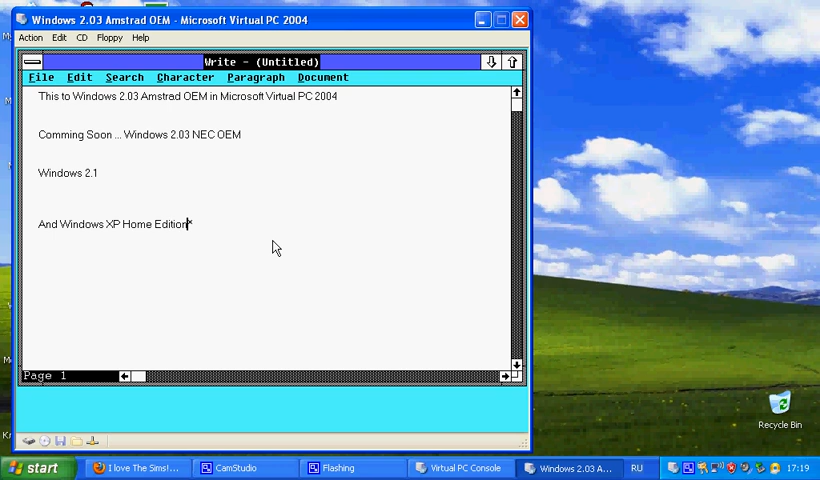 Windows 2.03 Amstrad OEM - Microsoft Virtual PC 2004
Action Edit CD Floppy Help
Write - (Untitled)
File Edit Search Character Paragraph Document
This to Windows 2.03 Amstrad OEM in Microsoft Virtual PC 2004
Comming Soon ... Windows 2.03 NEC OEM
Windows 2.1
And Windows XP Home Edition
Page 1
Recycle Bin
start
I love The Sims!...
CamStudio
Flashing
Virtual PC Console
Windows 2.03 A...
RU
17:19